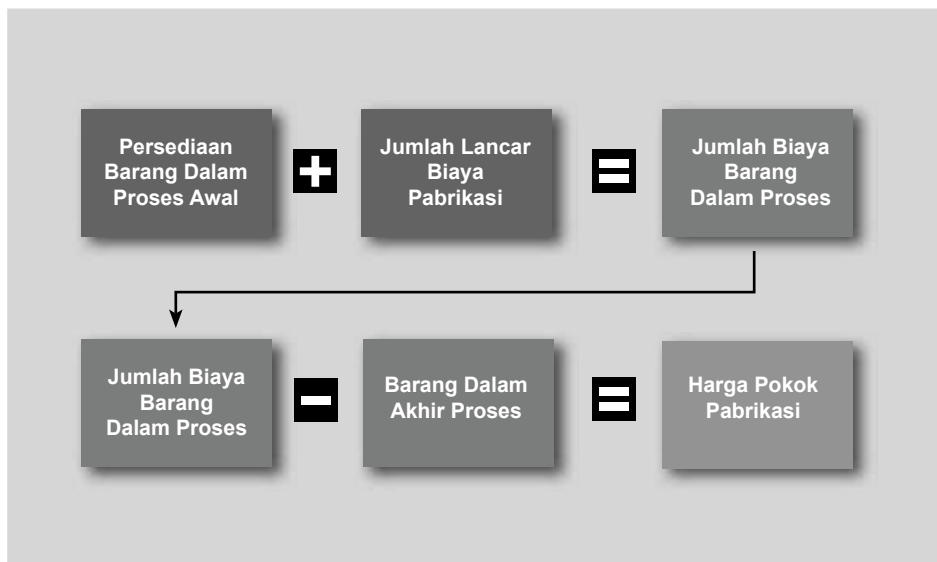 Persediaan
Barang Dalam
Proses Awal
+
Jumlah Lancar
Biaya
Pabrikasi
=
Jumlah Biaya
Barang
Dalam Proses
Jumlah Biaya
Barang
Dalam Proses
-
Barang Dalam
Akhir Proses
=
Harga Pokok
Pabrikasi